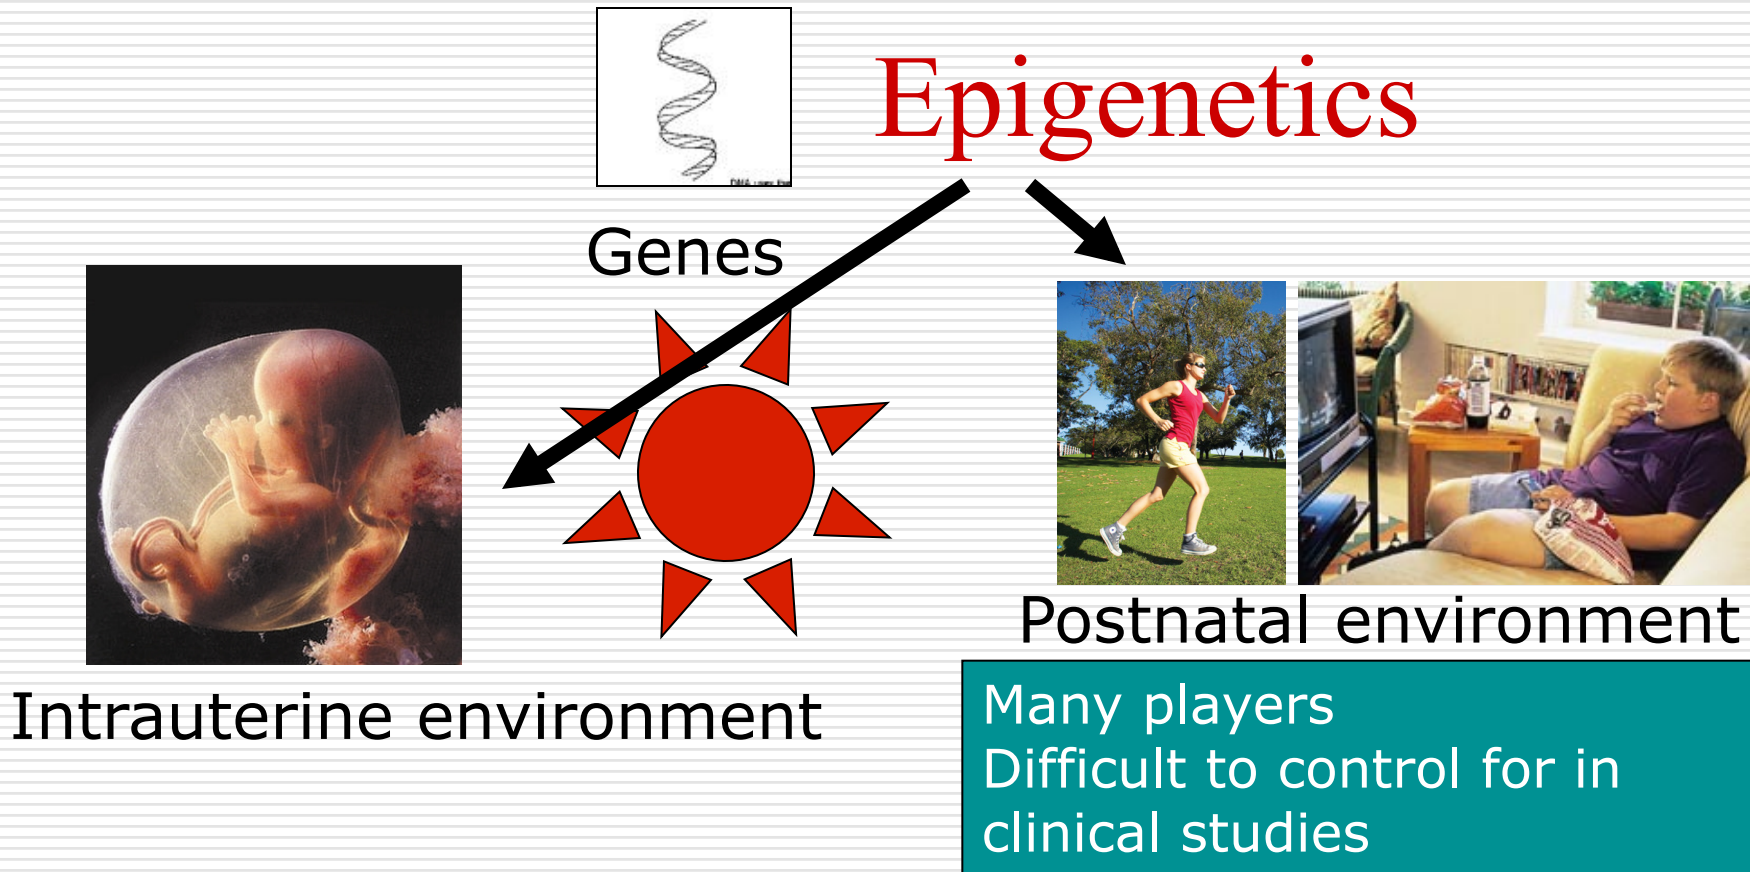 Epigenetics
Genes
Postnatal environment
Intrauterine environment
Many players
Difficult to control for in
clinical studies